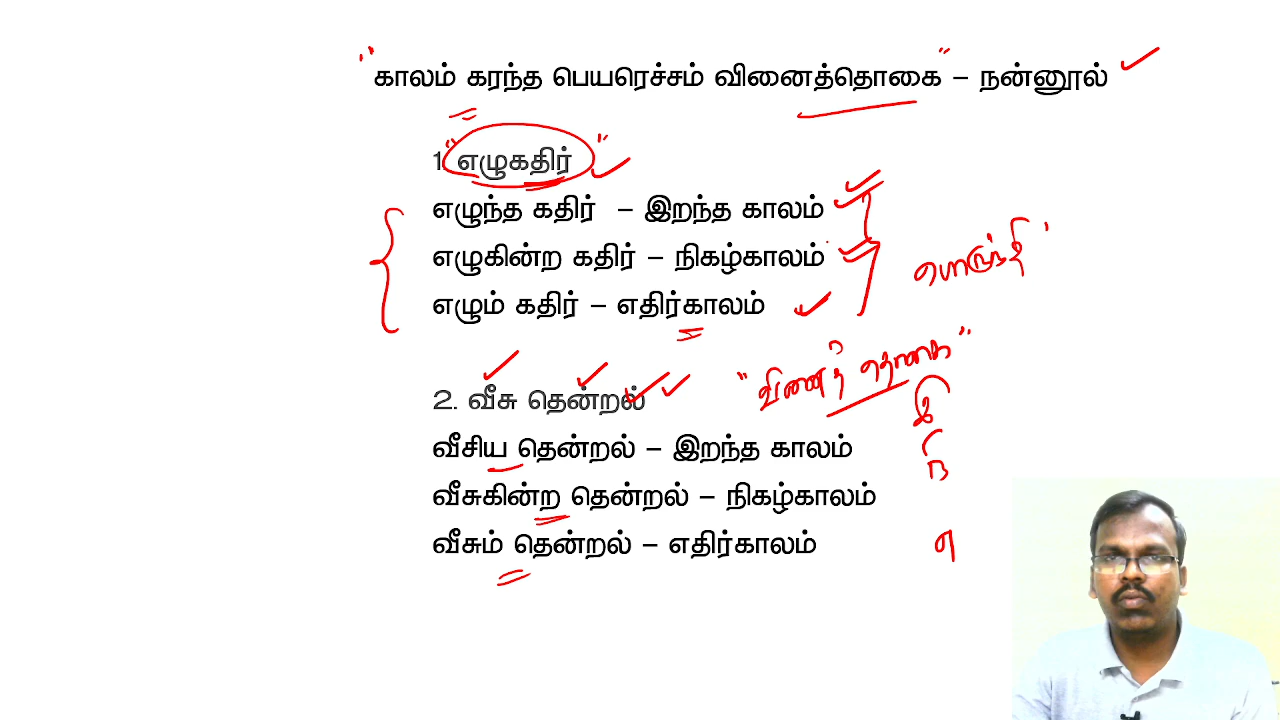 "காலம் கரந்த பெயரெச்சம் வினைத்தொகை" – நன்னூல்
1 "எழுகதிர்"
எழுந்த கதிர் – இறந்த காலம்
எழுகின்ற கதிர் – நிகழ்காலம்
எழும் கதிர் – எதிர்காலம்
பொருந்தி
2. வீசு தென்றல்
"வினைத் தொகை"
வீசிய தென்றல் – இறந்த காலம் இ
வீசுகின்ற தென்றல் – நிகழ்காலம் நி
வீசும் தென்றல் – எதிர்காலம் எ